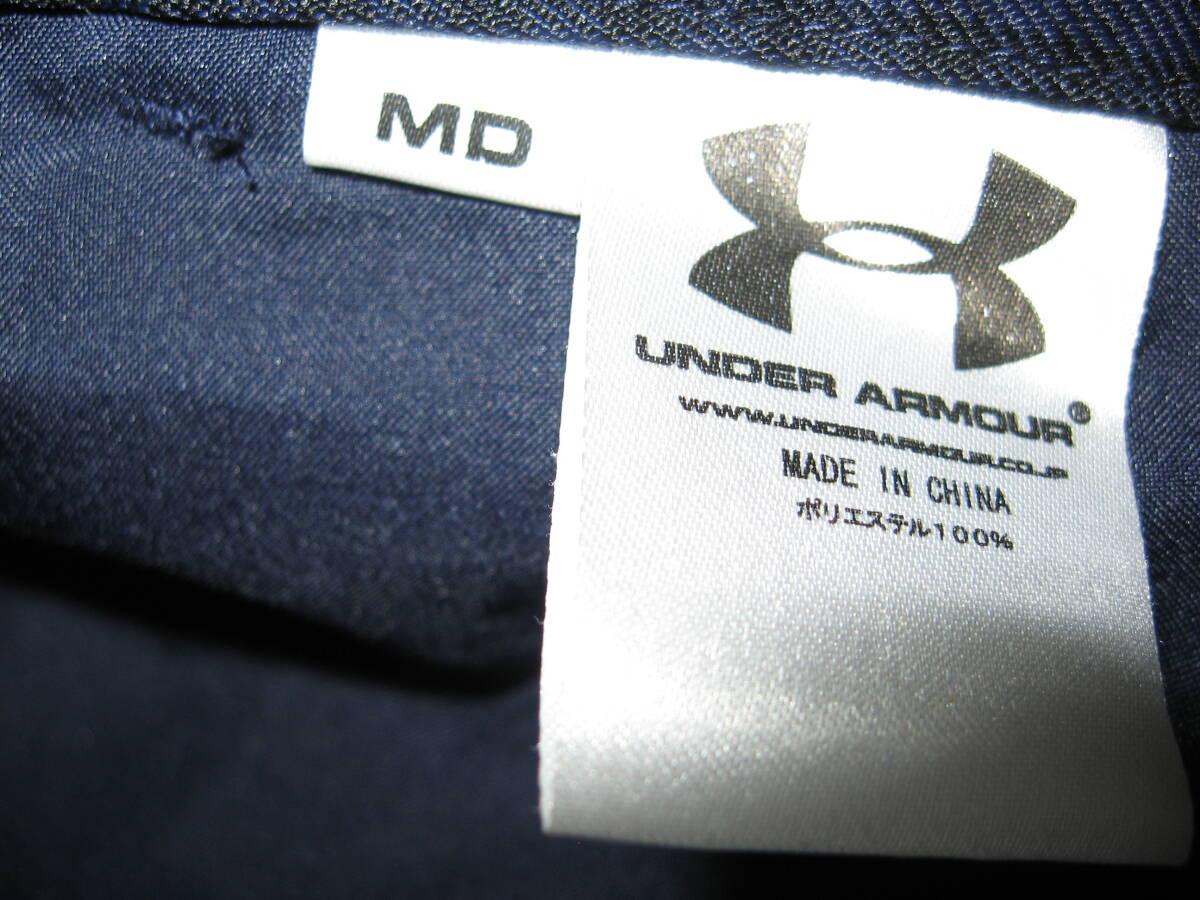 MD
UNDER ARMOUR®
WWW.UNDERARMOUR.CO.JP
MADE IN CHINA
ポリエステル100%